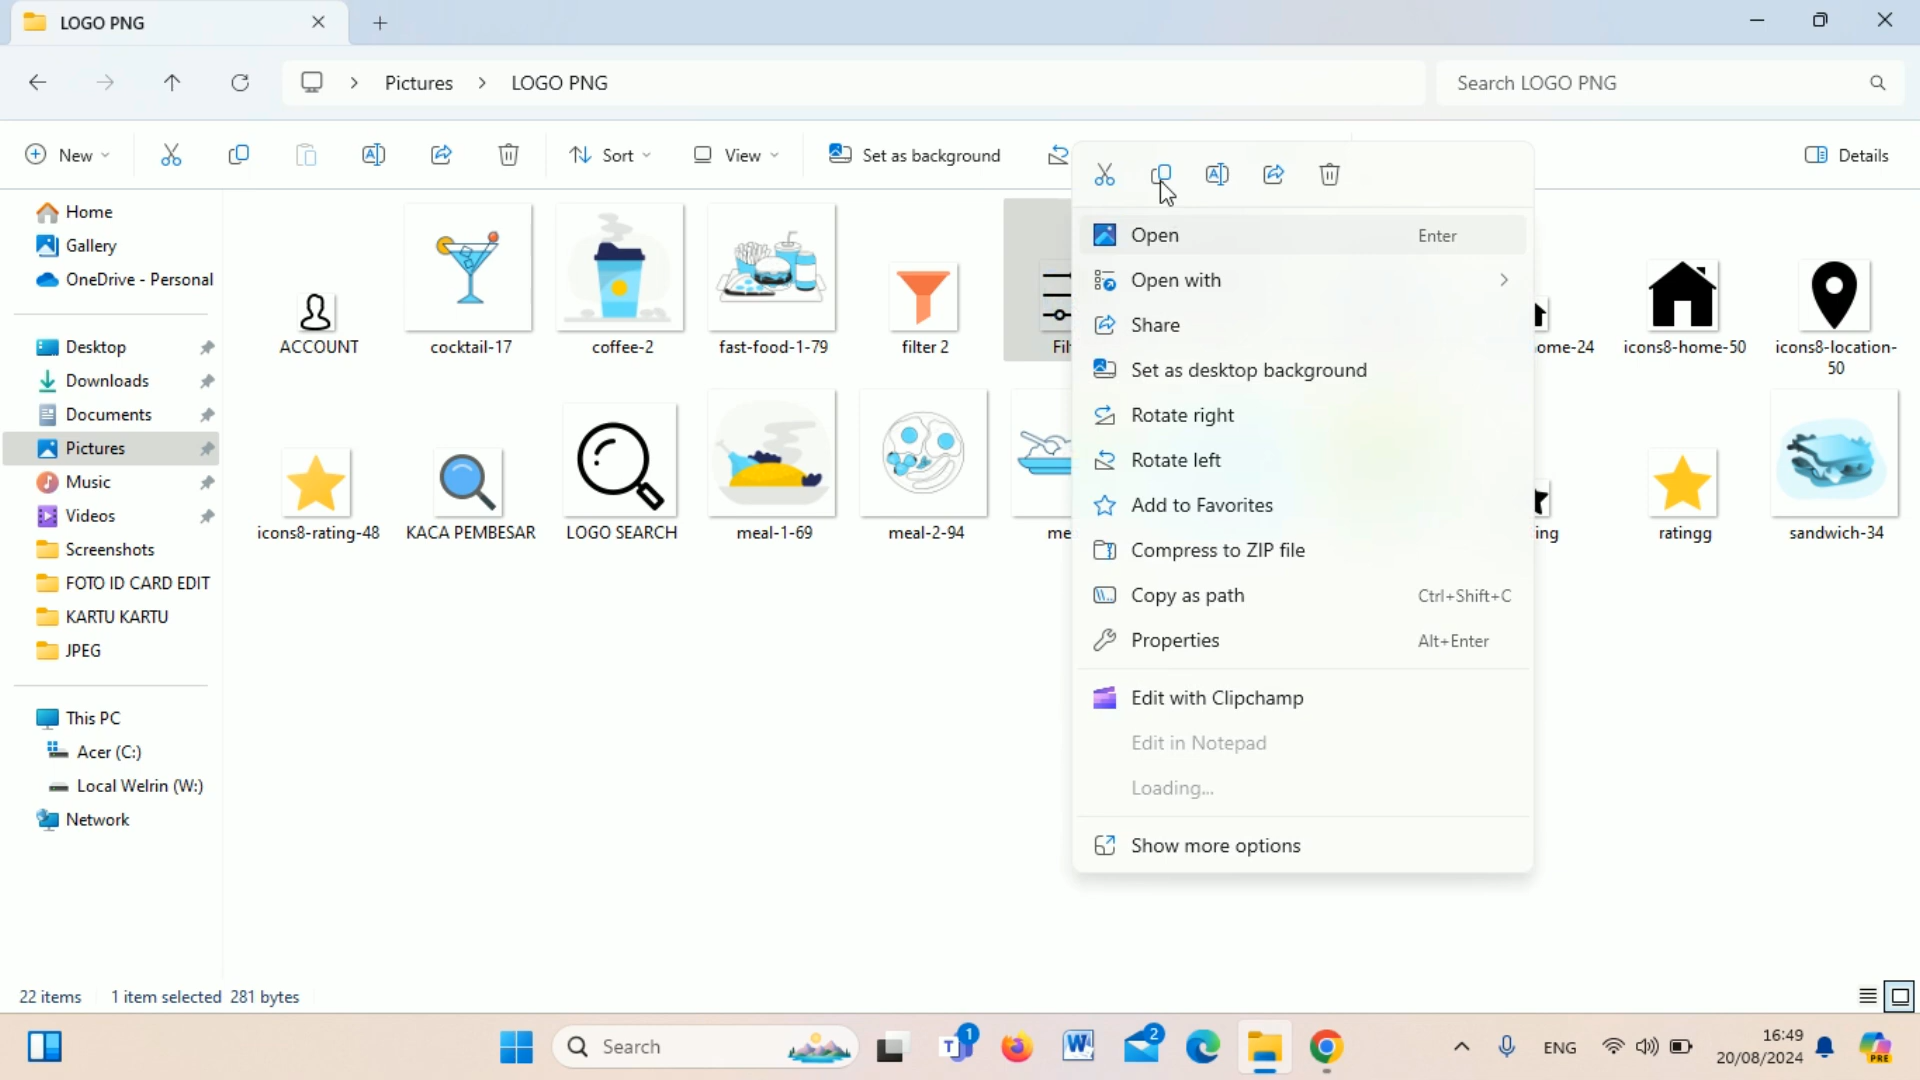 LOGO PNG
Pictures
LOGO PNG
Search LOGO PNG
New
Sort
View
Set as background
Details
Home
Gallery
OneDrive - Personal
Desktop
Downloads
Documents
Pictures
Music
Videos
Screenshots
FOTO ID CARD EDIT
KARTU KARTU
JPEG
This PC
Acer (C:)
Local Welrin (W:)
Network
ACCOUNT
cocktail-17
coffee-2
fast-food-1-79
filter 2
Fil
ome-24
icons8-home-50
icons8-location-
50
icons8-rating-48
KACA PEMBESAR
LOGO SEARCH
meal-1-69
meal-2-94
me
ing
ratingg
sandwich-34
Open Enter
Open with
Share
Set as desktop background
Rotate right
Rotate left
Add to Favorites
Compress to ZIP file
Copy as path Ctrl+Shift+C
Properties Alt+Enter
Edit with Clipchamp
Edit in Notepad
Loading...
Show more options
22 items 1 item selected 281 bytes
Search
1
2
ENG
16:49
20/08/2024
PRE